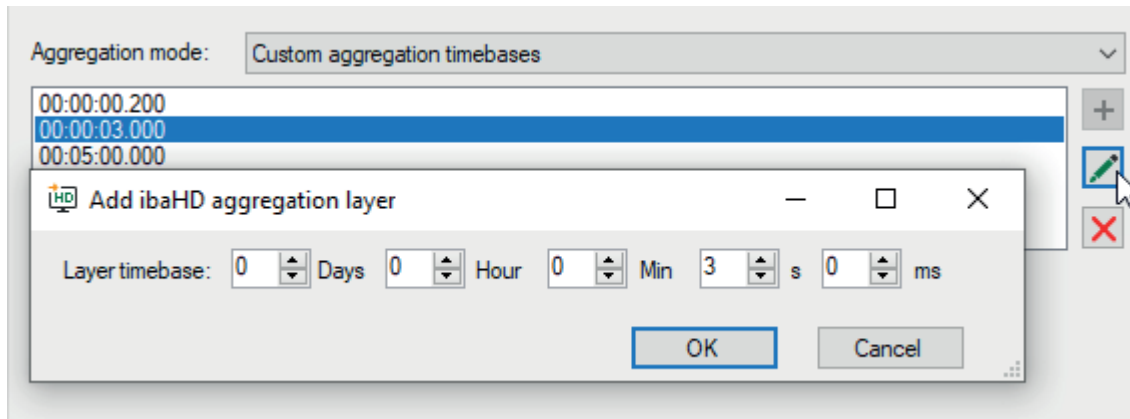 Aggregation mode: Custom aggregation timebases
00:00:00.200
00:00:03.000
00:05:00.000
HD Add ibaHD aggregation layer
Layer timebase: 0 Days 0 Hour 0 Min 3 s 0 ms
OK Cancel